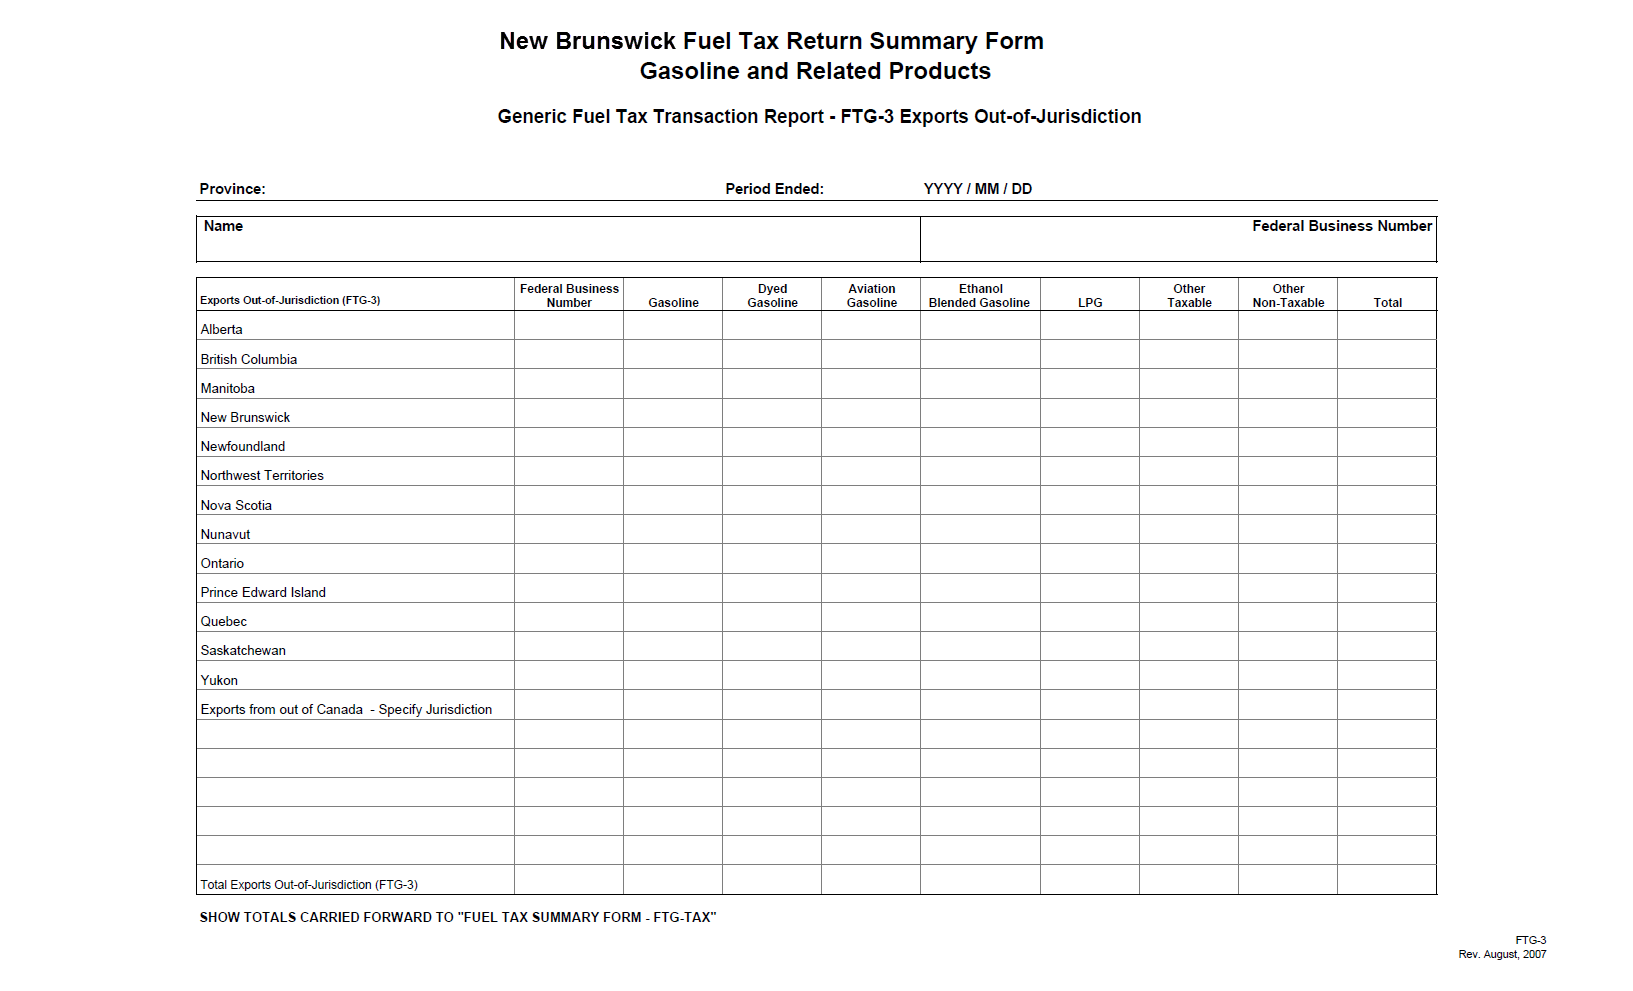 New Brunswick Fuel Tax Return Summary Form
Gasoline and Related Products
Generic Fuel Tax Transaction Report - FTG-3 Exports Out-of-Jurisdiction
Province: Period Ended: YYYY / MM / DD
Name Federal Business Number
Exports Out-of-Jurisdiction (FTG-3) Federal Business Number Gasoline Dyed Gasoline Aviation Gasoline Ethanol Blended Gasoline LPG Other Taxable Other Non-Taxable Total
Alberta
British Columbia
Manitoba
New Brunswick
Newfoundland
Northwest Territories
Nova Scotia
Nunavut
Ontario
Prince Edward Island
Quebec
Saskatchewan
Yukon
Exports from out of Canada - Specify Jurisdiction
Total Exports Out-of-Jurisdiction (FTG-3)
SHOW TOTALS CARRIED FORWARD TO "FUEL TAX SUMMARY FORM - FTG-TAX"
FTG-3
Rev. August, 2007